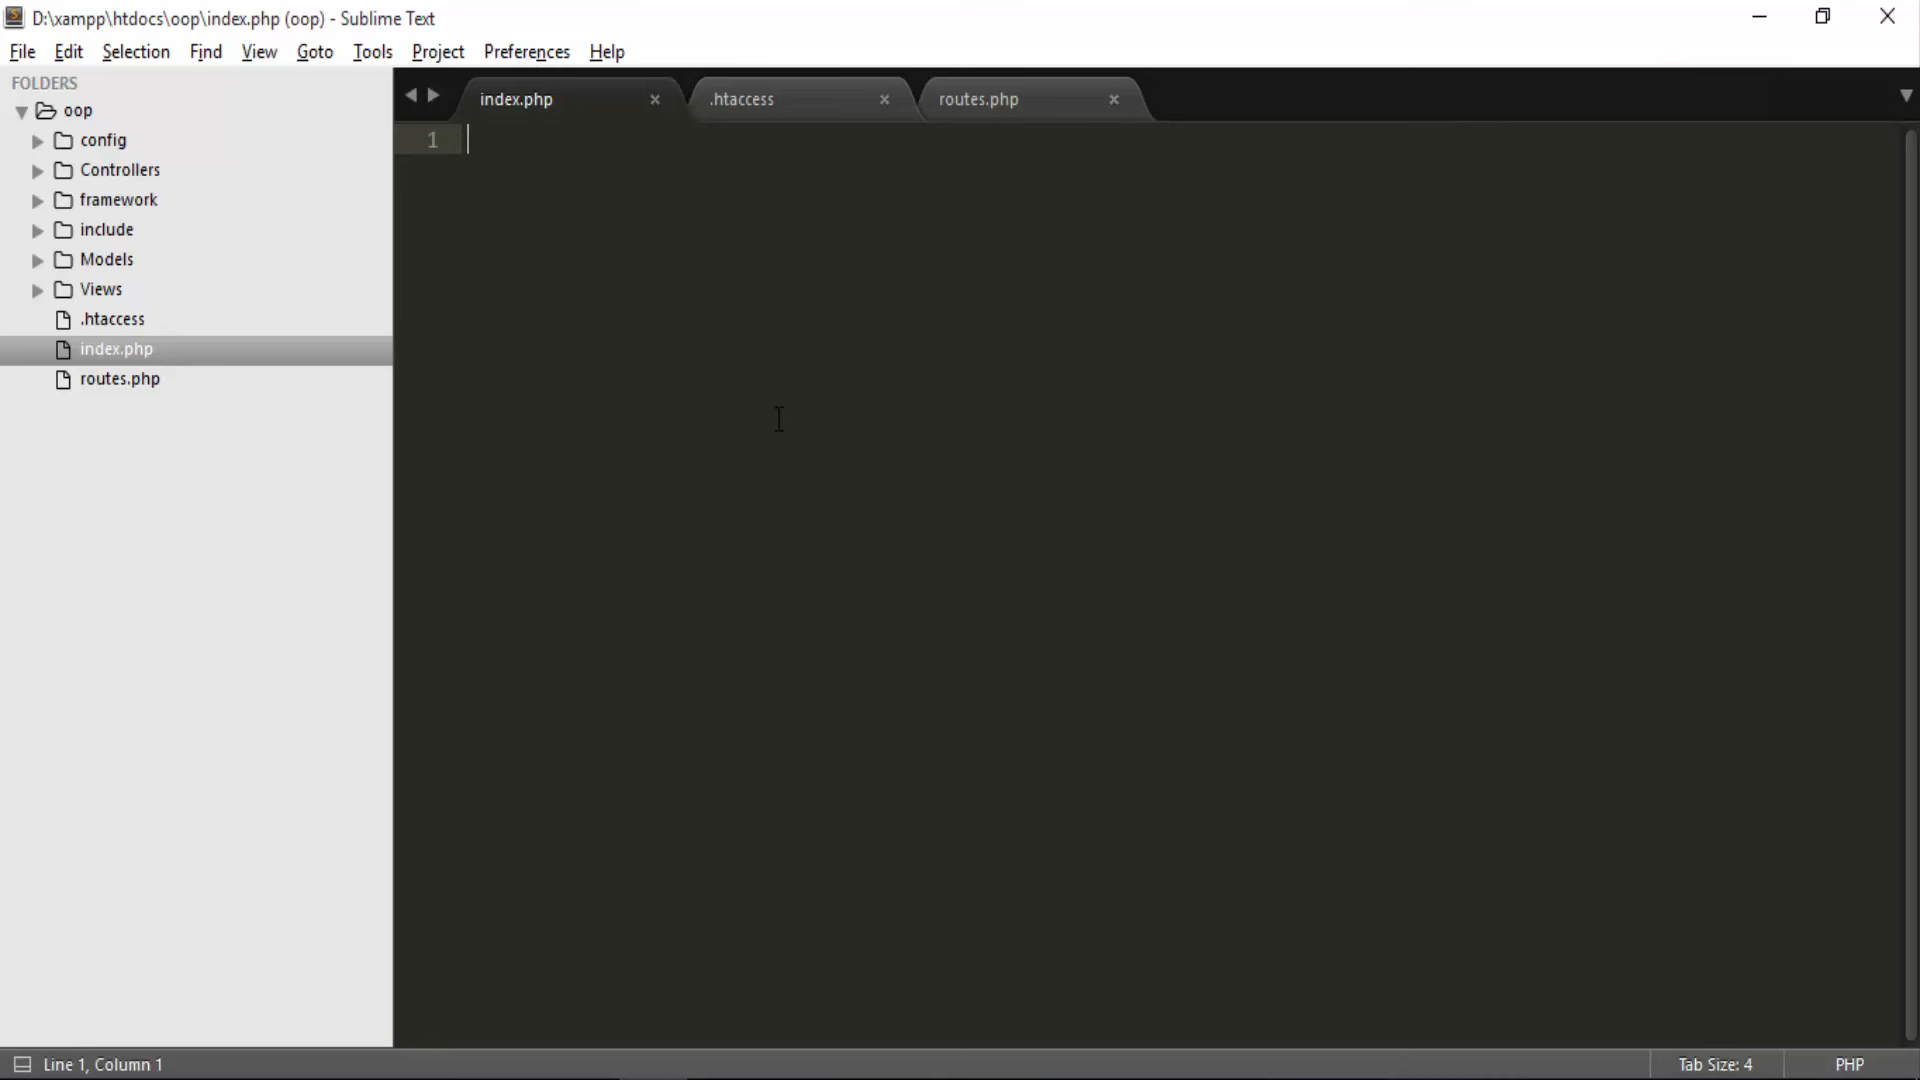 D:\xampp\htdocs\oop\index.php (oop) - Sublime Text
File Edit Selection Find View Goto Tools Project Preferences Help
FOLDERS
oop
config
Controllers
framework
include
Models
Views
.htaccess
index.php
routes.php
index.php × .htaccess × routes.php ×
1
Line 1, Column 1
Tab Size: 4 PHP